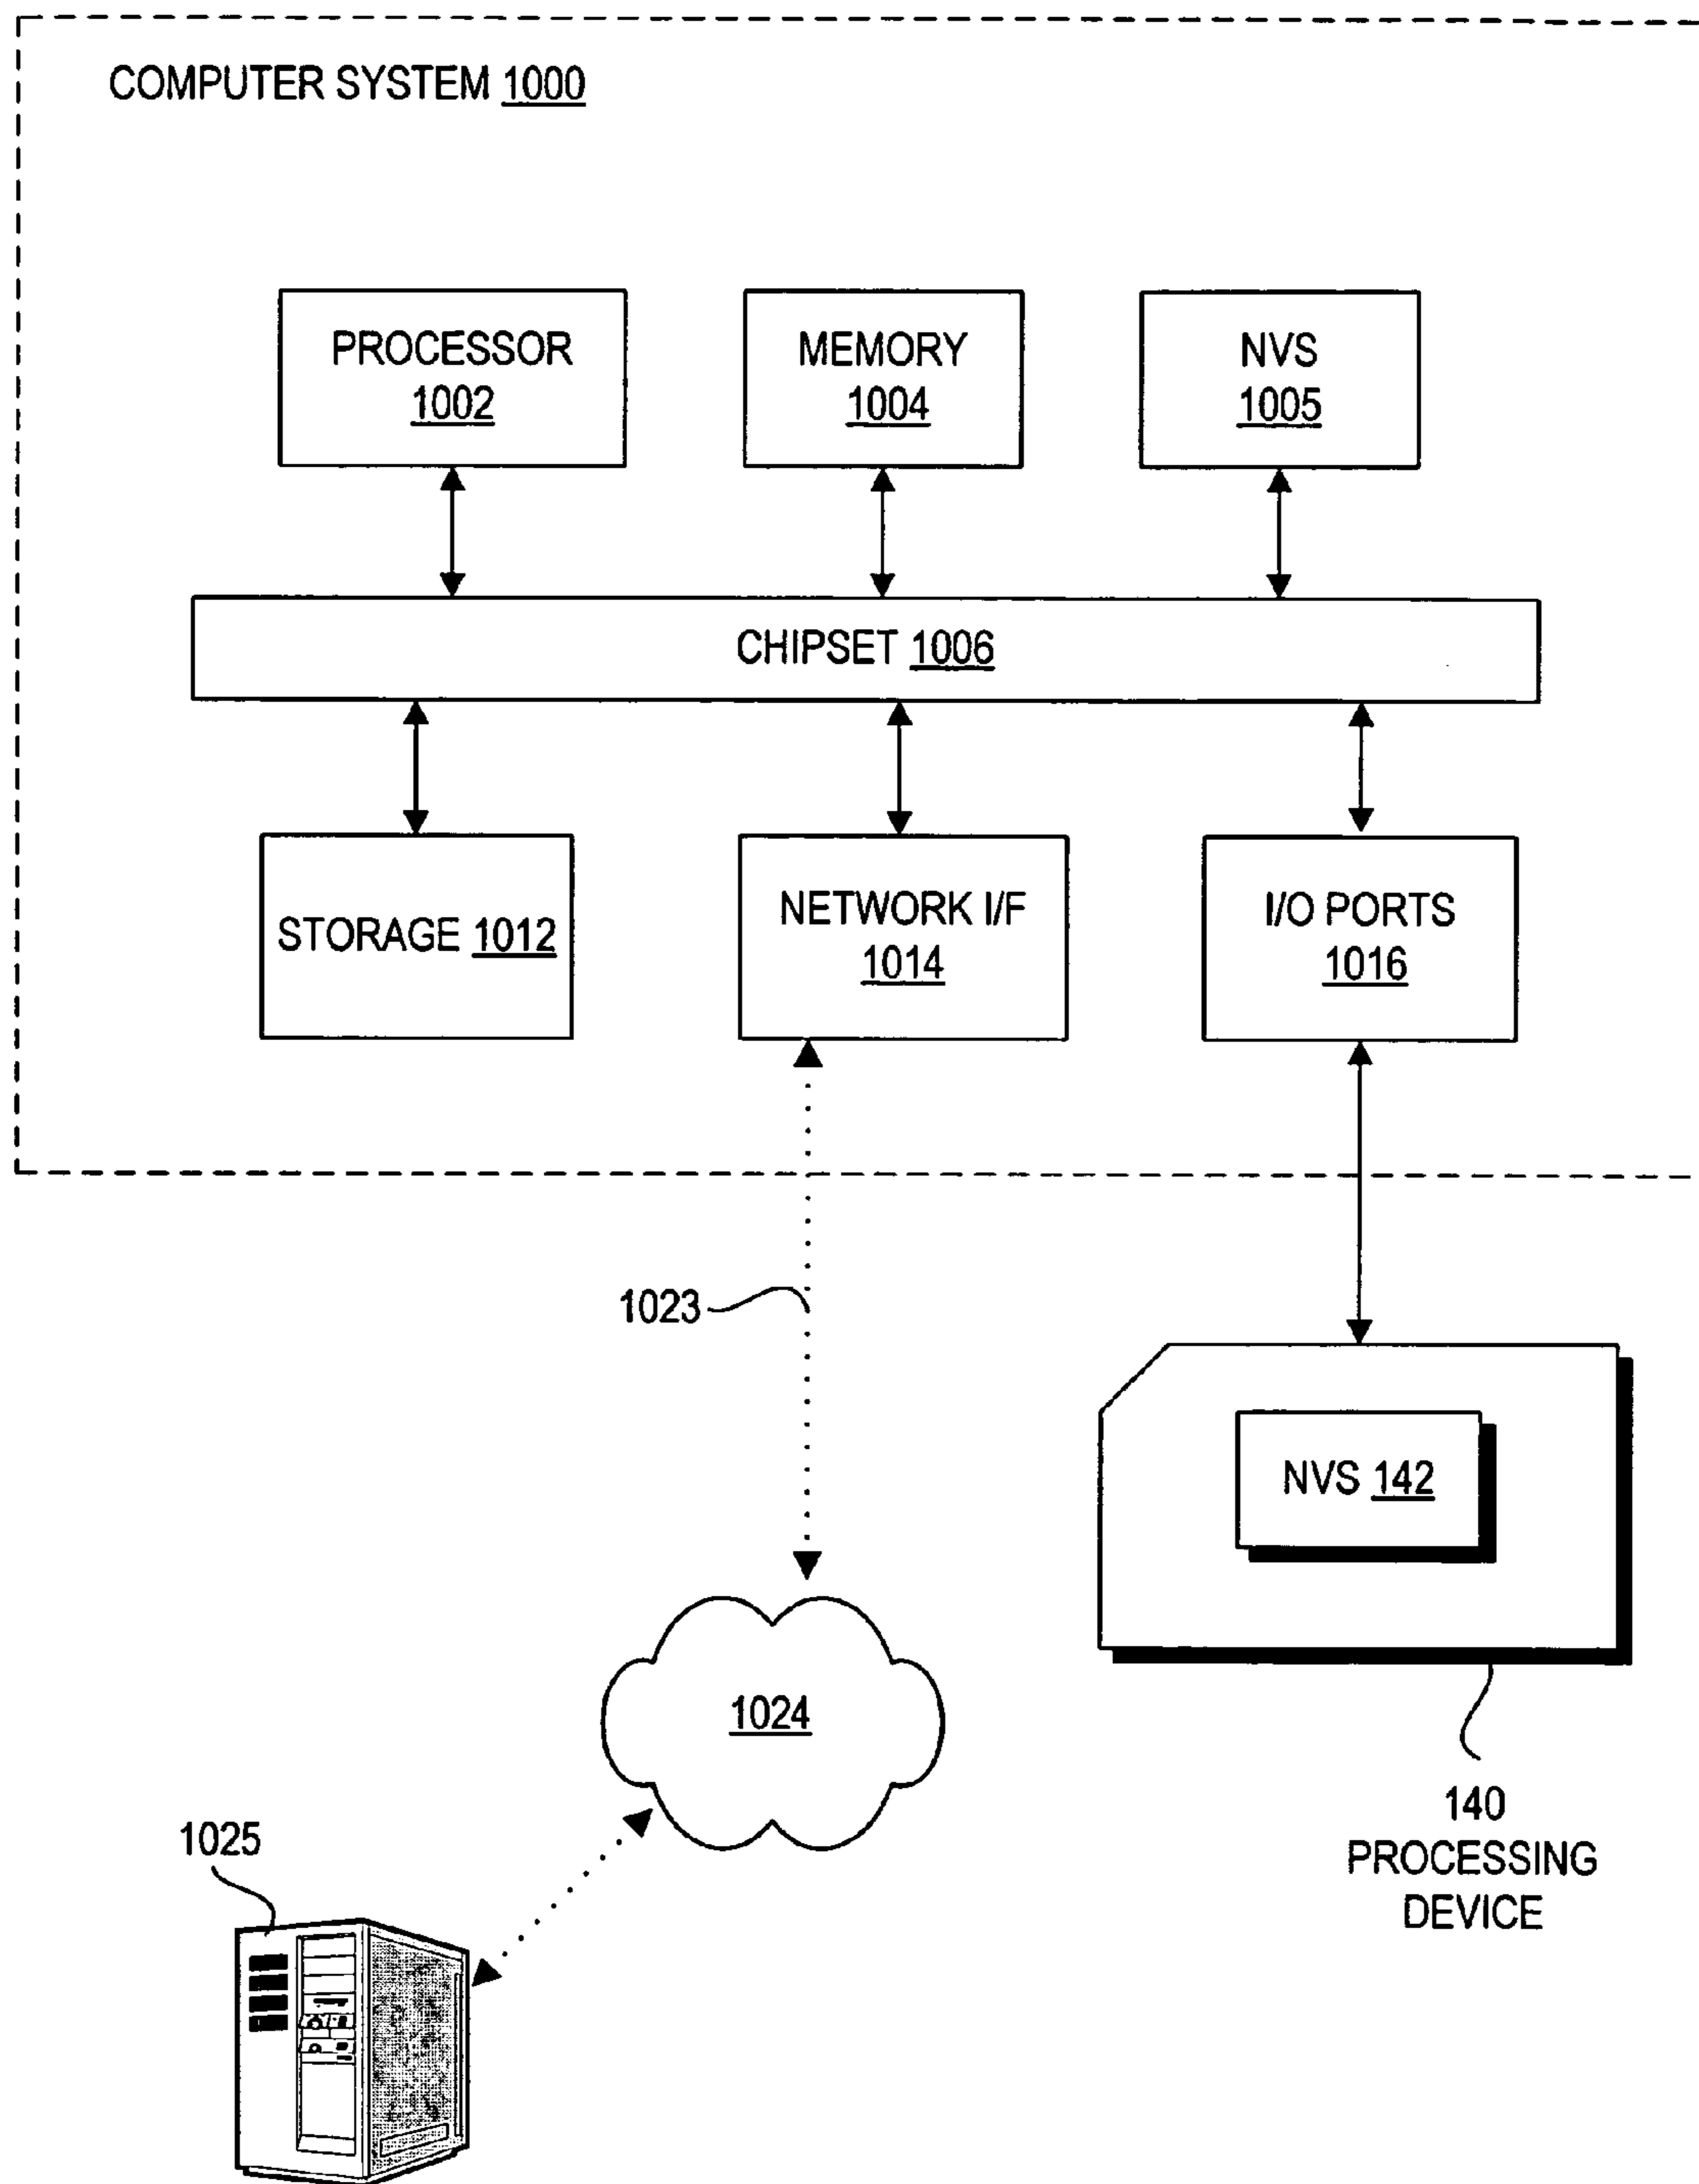 COMPUTER SYSTEM 1000
PROCESSOR
1002
MEMORY
1004
NVS
1005
CHIPSET 1006
STORAGE 1012
NETWORK I/F
1014
I/O PORTS
1016
1023
NVS 142
1024
140
PROCESSING
DEVICE
1025